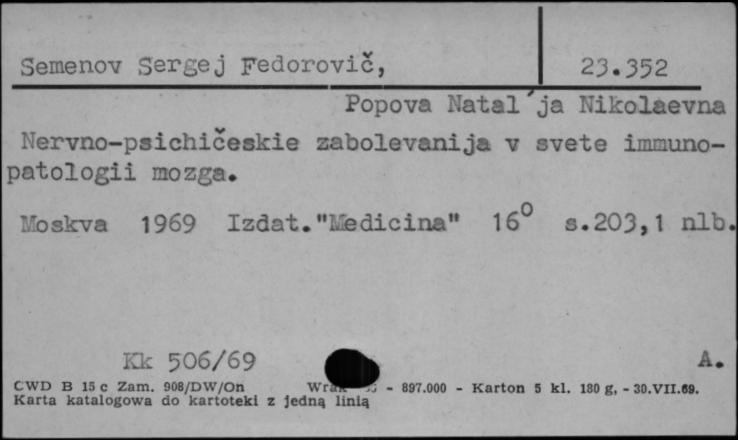 Semenov Sergej Fedorovič, 23.352
Popova Natal´ja Nikolaevna
Nervno-psichičeskie zabolevanija v svete immuno-
patologii mozga.
Moskva 1969 Izdat."Medicina" 16⁰ s.203,1 nlb.
Kk 506/69 A.
CWD B 15 c Zam. 908/DW/On - 897.000 - Karton 5 kl. 180 g, - 30.VII.69.
Karta katalogowa do kartoteki z jedną linią